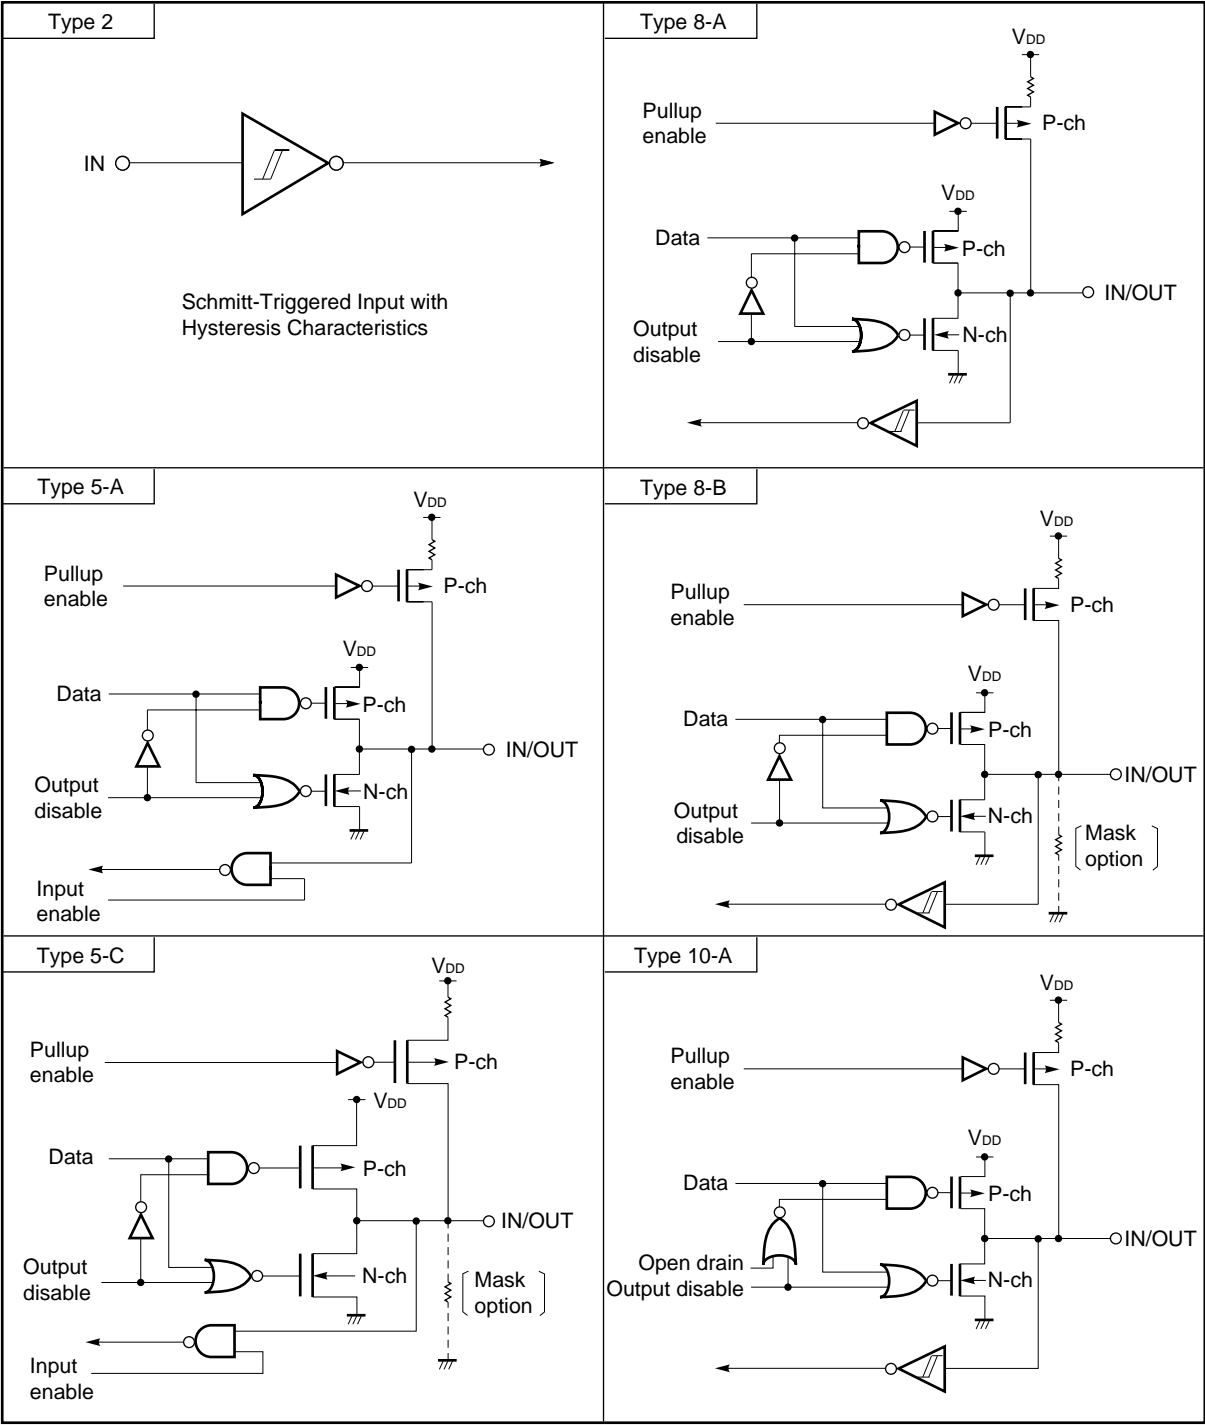 Type 2
IN
Schmitt-Triggered Input with
Hysteresis Characteristics
Type 8-A
VDD
Pullup
enable
P-ch
VDD
Data
P-ch
IN/OUT
Output
disable
N-ch
Type 5-A
VDD
Pullup
enable
P-ch
VDD
Data
P-ch
IN/OUT
Output
disable
N-ch
Input
enable
Type 8-B
VDD
Pullup
enable
P-ch
VDD
Data
P-ch
IN/OUT
Output
disable
N-ch
Mask
option
Type 5-C
VDD
Pullup
enable
P-ch
VDD
Data
P-ch
IN/OUT
Output
disable
N-ch
Mask
option
Input
enable
Type 10-A
VDD
Pullup
enable
P-ch
VDD
Data
P-ch
IN/OUT
Open drain
Output disable
N-ch